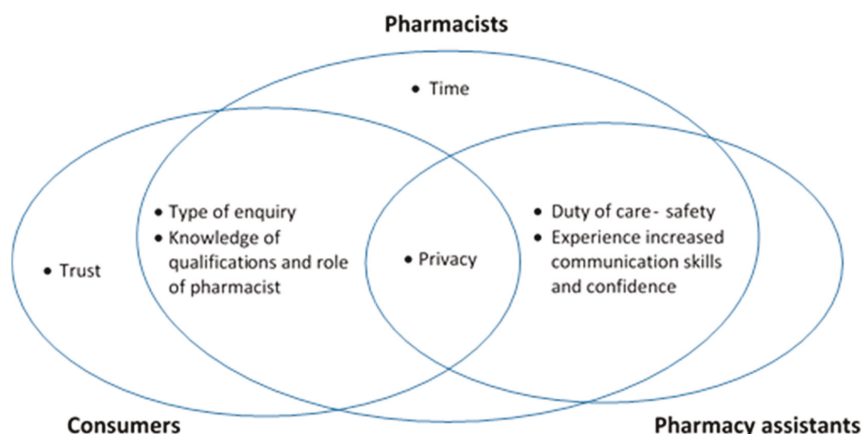 Pharmacists
• Time
• Type of enquiry
• Knowledge of
qualifications and role
of pharmacist
• Duty of care - safety
• Experience increased
communication skills
and confidence
• Privacy
• Trust
Consumers
Pharmacy assistants